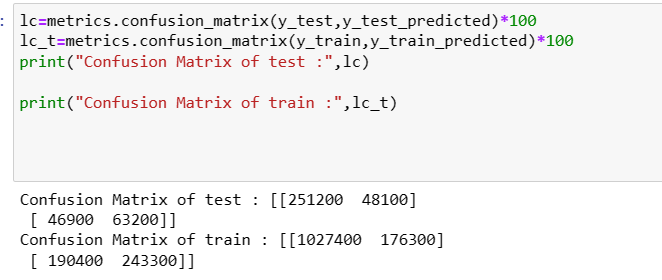 :
lc=metrics.confusion_matrix(y_test,y_test_predicted)*100
lc_t=metrics.confusion_matrix(y_train,y_train_predicted)*100
print("Confusion Matrix of test :",lc)
print("Confusion Matrix of train :",lc_t)
Confusion Matrix of test : [[251200  48100]
 [ 46900  63200]]
Confusion Matrix of train : [[1027400  176300]
 [ 190400  243300]]